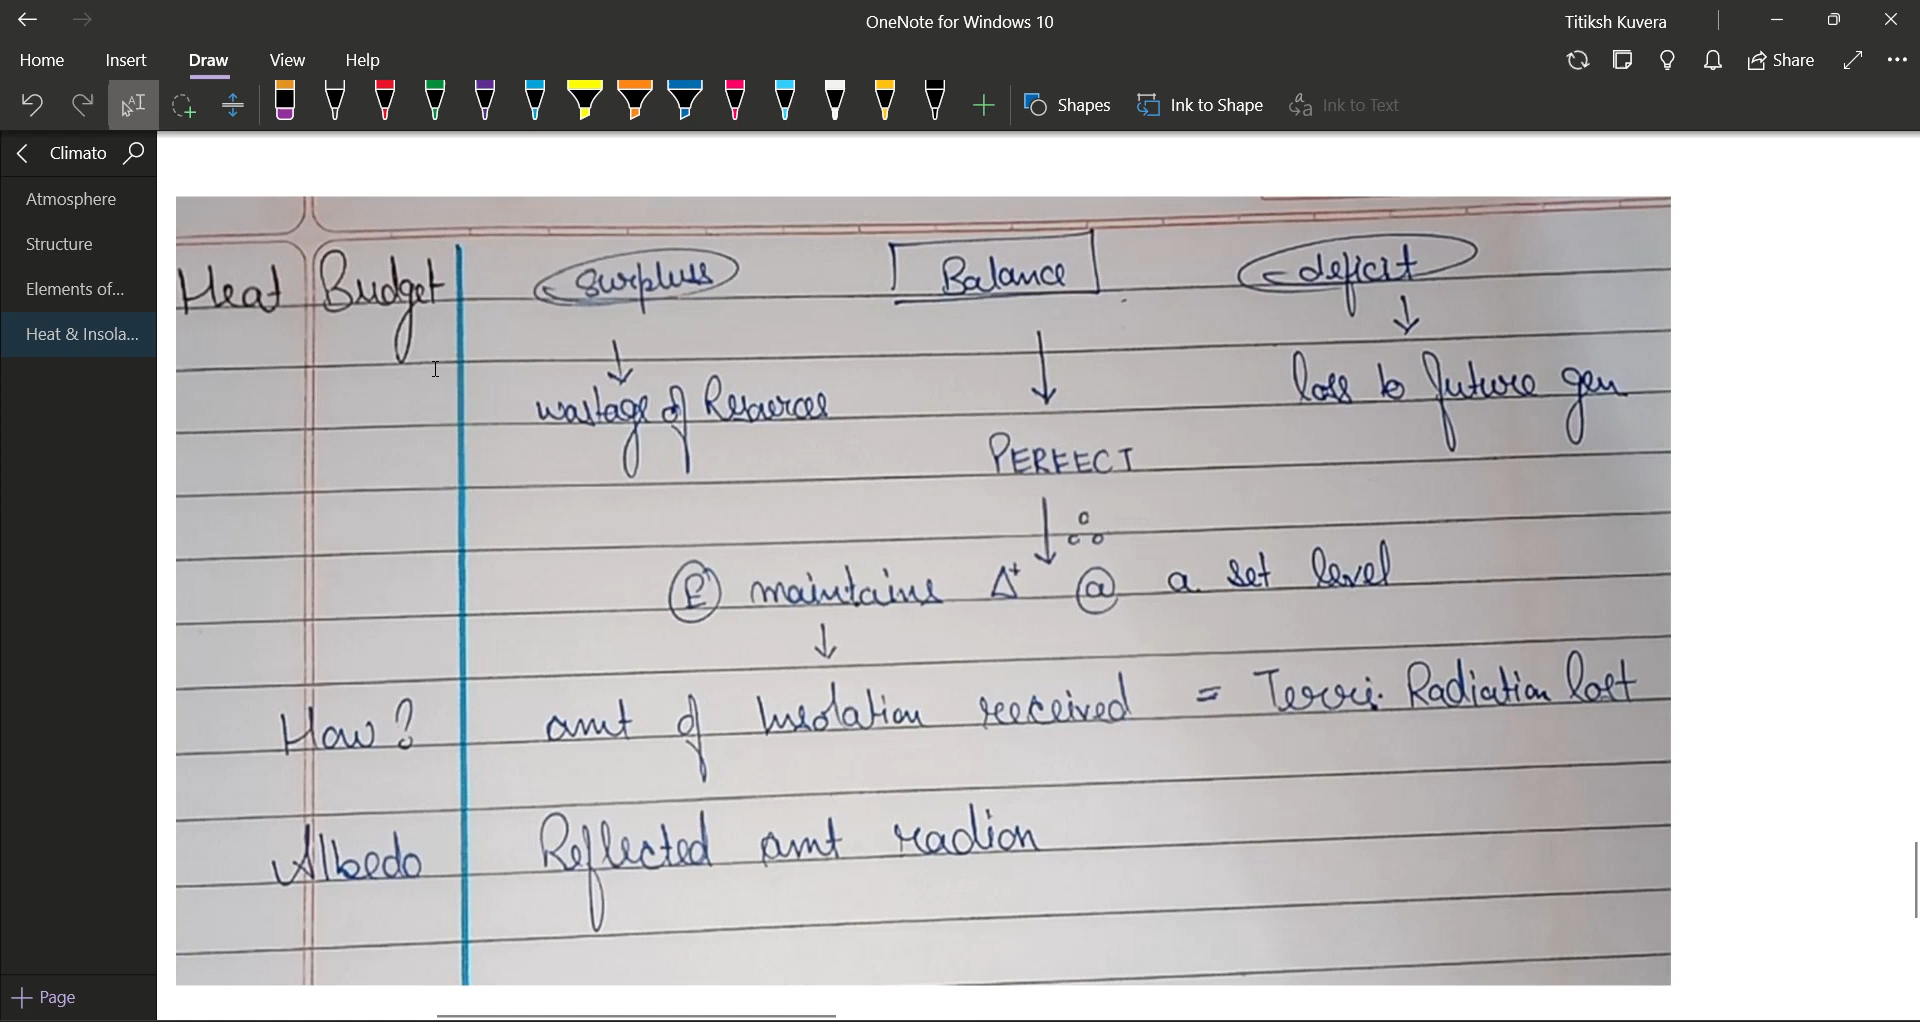 OneNote for Windows 10
Titiksh Kuvera
Home Insert Draw View Help
Share
Shapes Ink to Shape Ink to Text
Climato
Atmosphere
Structure
Elements of...
Heat & Insola...
Page
Heat Budget surpluss Balance deficit
↓ ↓ ↓
wastage of Resources loss to future gen
PERFECT
↓ ∴
Ⓔ maintains Δt @ a set level
↓
How? amt of Insolation received = Terri. Radiation lost
Albedo Reflected amt radion